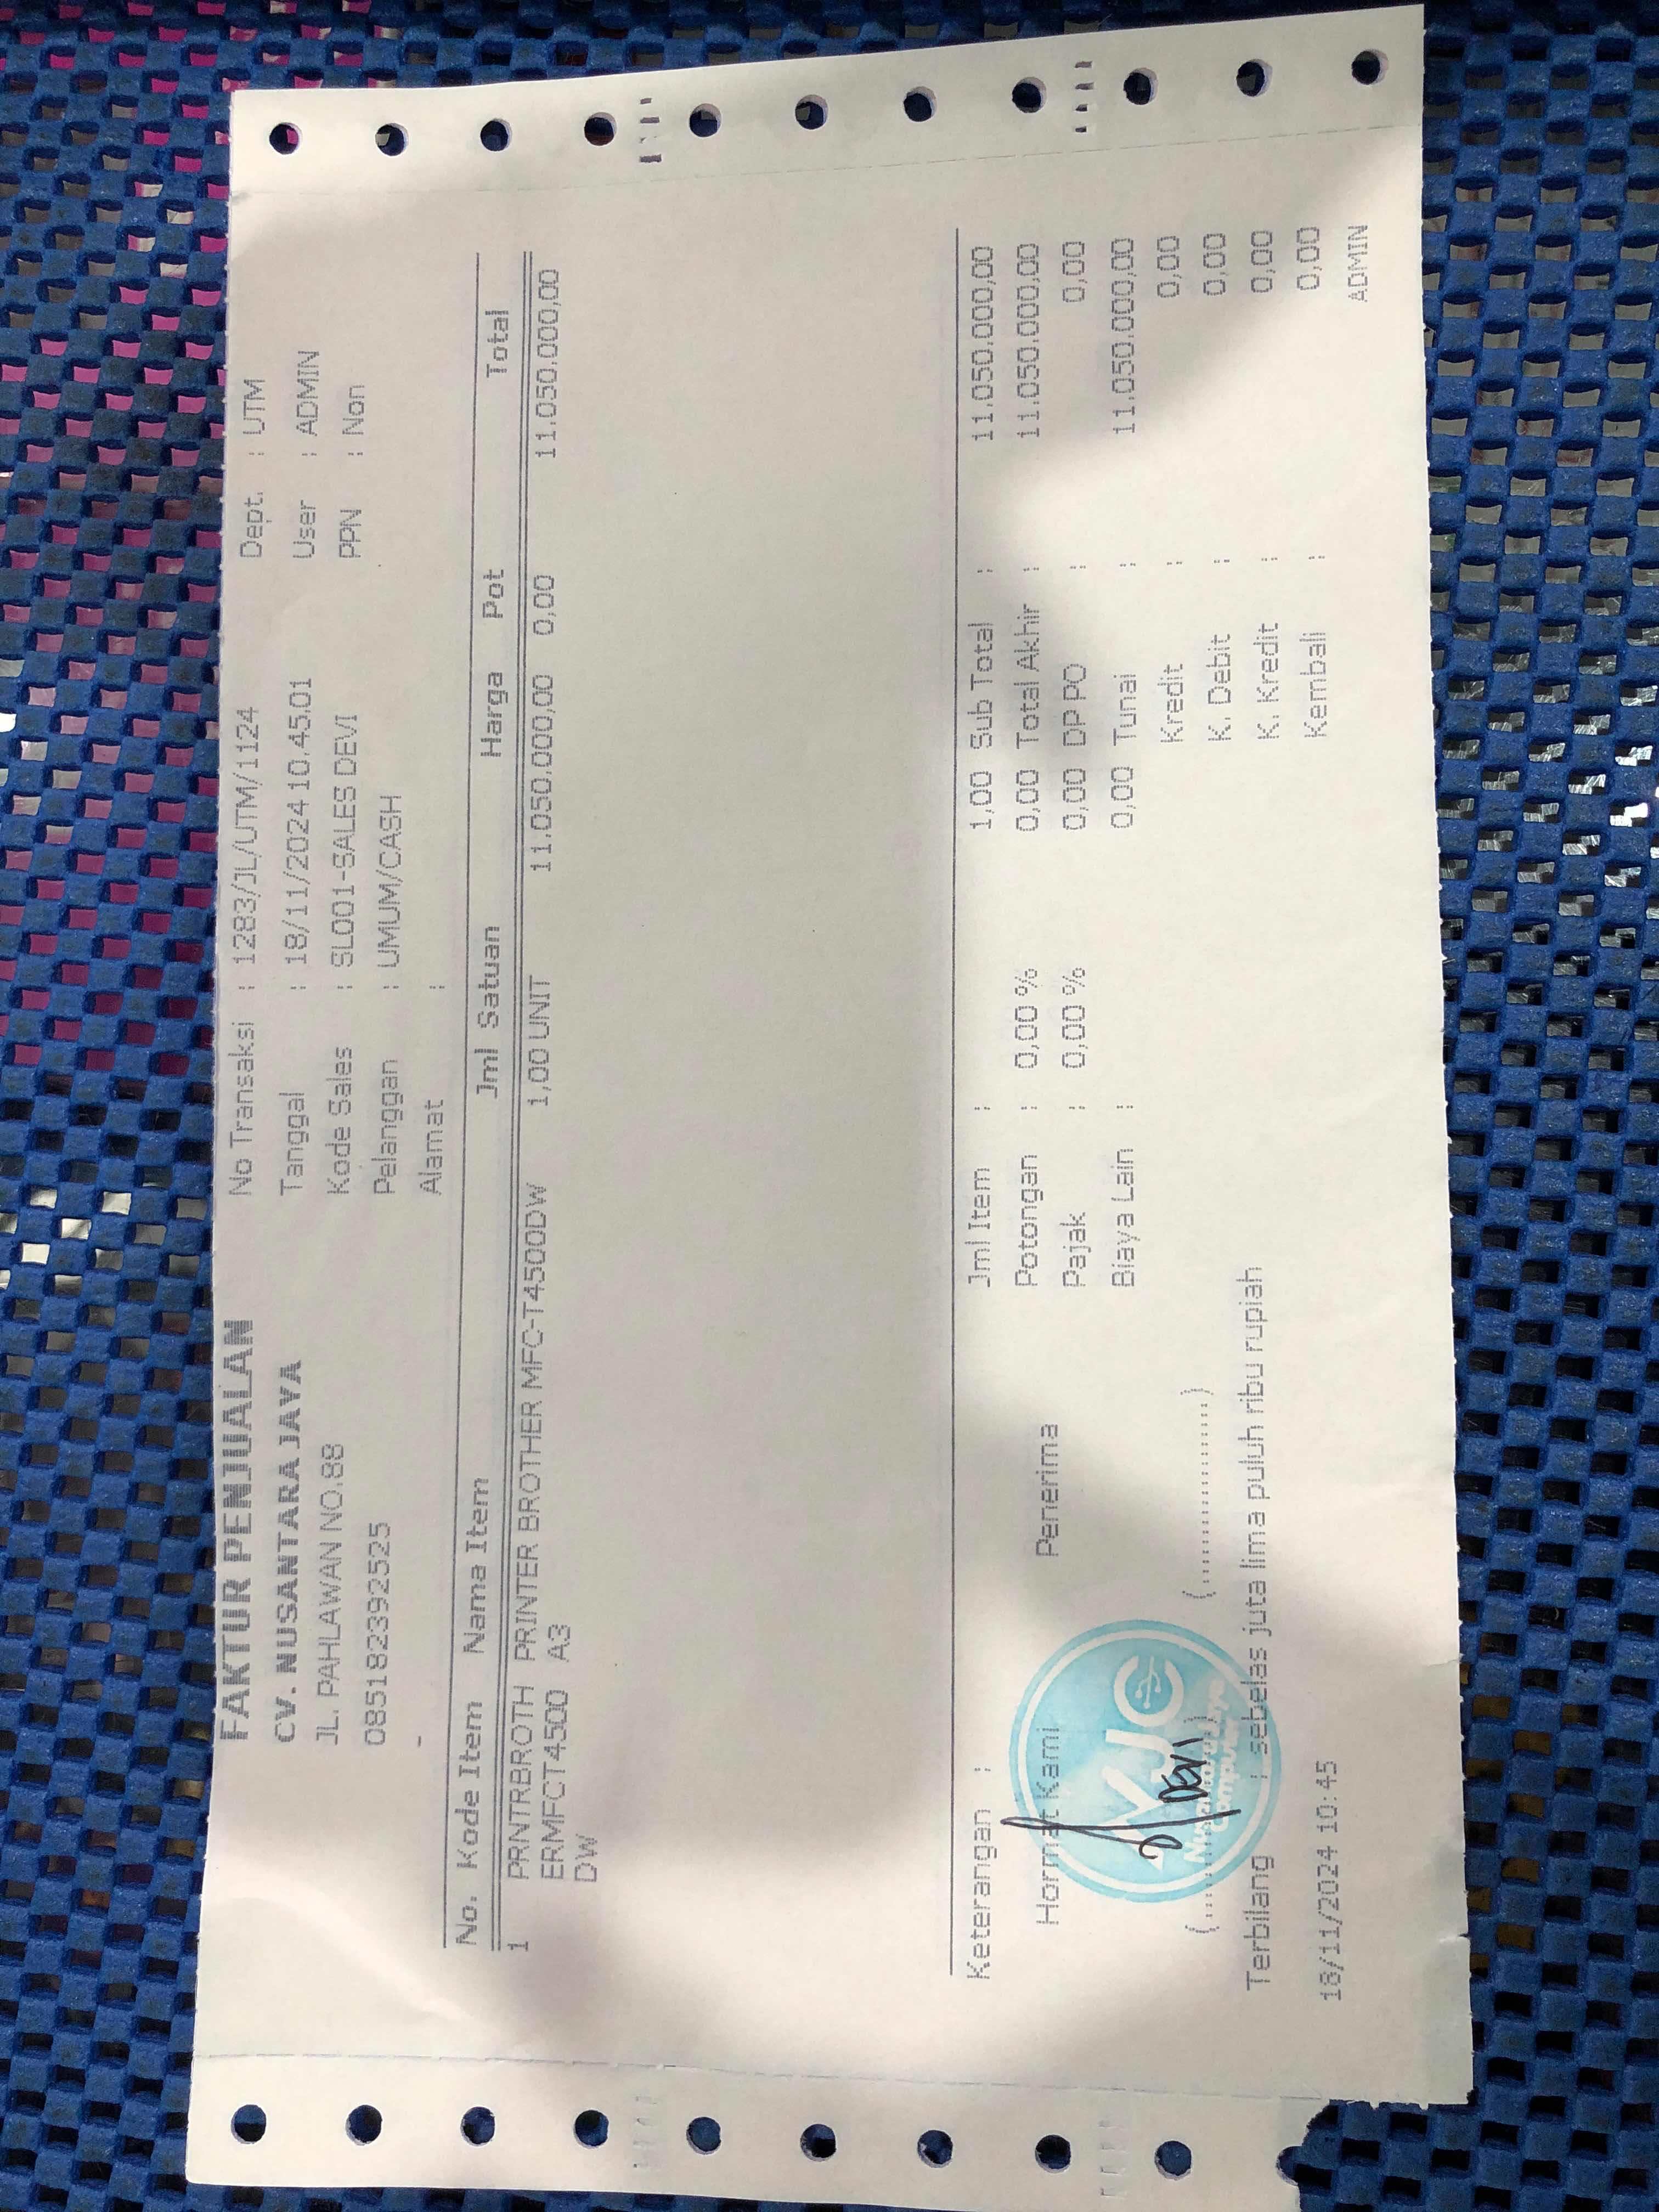 FAKTUR PENJUALAN
CV. NUSANTARA JAYA
JL. PAHLAWAN NO.88
085182392525
-
No Transaksi : 1283/JL/UTM/1124
Tanggal : 18/11/2024 10.45.01
Kode Sales : SL001-SALES DEVI
Pelanggan : UMUM/CASH
Alamat :
Dept. : UTM
User : ADMIN
PPN : Non
No. Kode Item Nama Item Jml Satuan Harga Pot Total
1 PRNTRBROTH PRINTER BROTHER MFC-T4500DW 1,00 UNIT 11.050.000,00 0,00 11.050.000,00
ERMFCT4500 A3
DW
Keterangan : Jml Item : 1,00 Sub Total : 11.050.000,00
Hormat Kami Penerima Potongan : 0,00 % 0,00 Total Akhir : 11.050.000,00
Pajak : 0,00 % 0,00 DP PO : 0,00
Biaya Lain : 0,00 Tunai : 11.050.000,00
Kredit : 0,00
K. Debit : 0,00
K. Kredit : 0,00
Kembali : 0,00
NJC
Nusantara Jaya
Computer
DEVI
(....................) (....................)
Terbilang : sebelas juta lima puluh ribu rupiah
18/11/2024 10:45 ADMIN